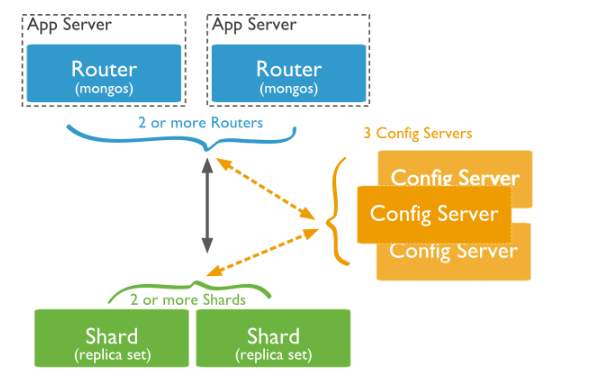 App Server
App Server
Router
(mongos)
Router
(mongos)
2 or more Routers
3 Config Servers
Config Server
Config Server
Config Server
2 or more Shards
Shard
(replica set)
Shard
(replica set)